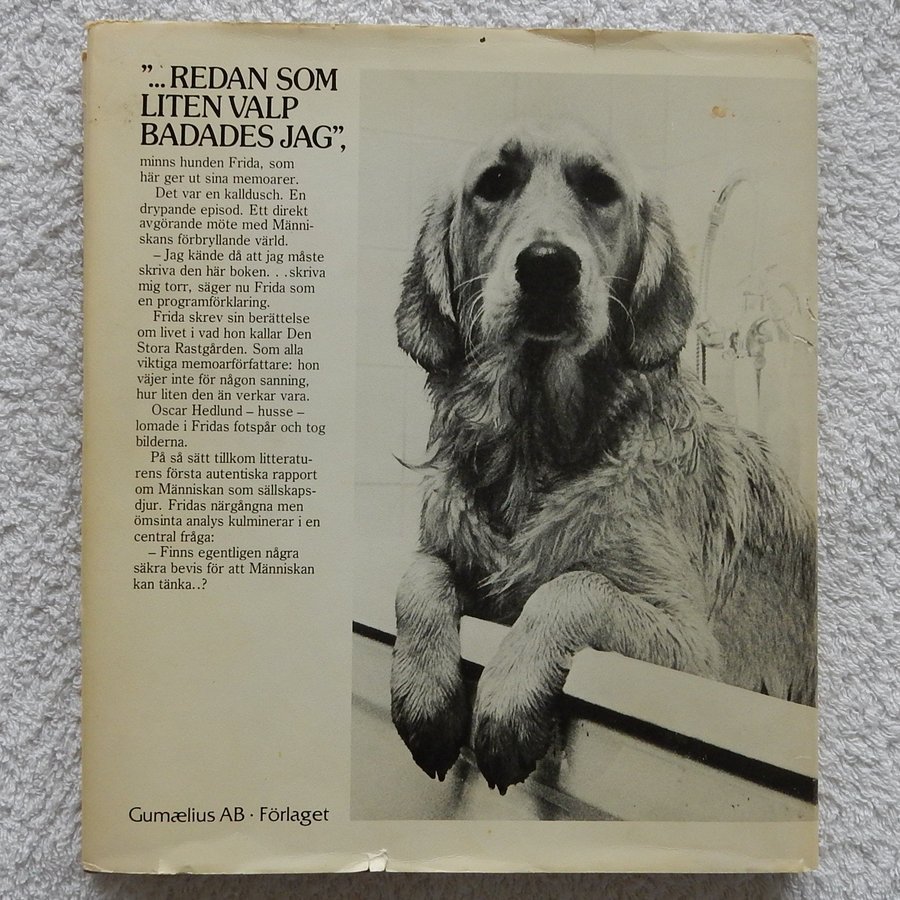 "... REDAN SOM
LITEN VALP
BADADES JAG",
minns hunden Frida, som
här ger ut sina memoarer.
Det var en kalldusch. En
drypande episod. Ett direkt
avgörande möte med Männi-
skans förbryllande värld.
– Jag kände då att jag måste
skriva den här boken. . .skriva
mig torr, säger nu Frida som
en programförklaring.
Frida skrev sin berättelse
om livet i vad hon kallar Den
Stora Rastgården. Som alla
viktiga memoarförfattare: hon
väjer inte för någon sanning,
hur liten den än verkar vara.
Oscar Hedlund – husse –
lomade i Fridas fotspår och tog
bilderna.
På så sätt tillkom litteratu-
rens första autentiska rapport
om Människan som sällskaps-
djur. Fridas närgångna men
ömsinta analys kulminerar i en
central fråga:
– Finns egentligen några
säkra bevis för att Människan
kan tänka..?
Gumælius AB · Förlaget